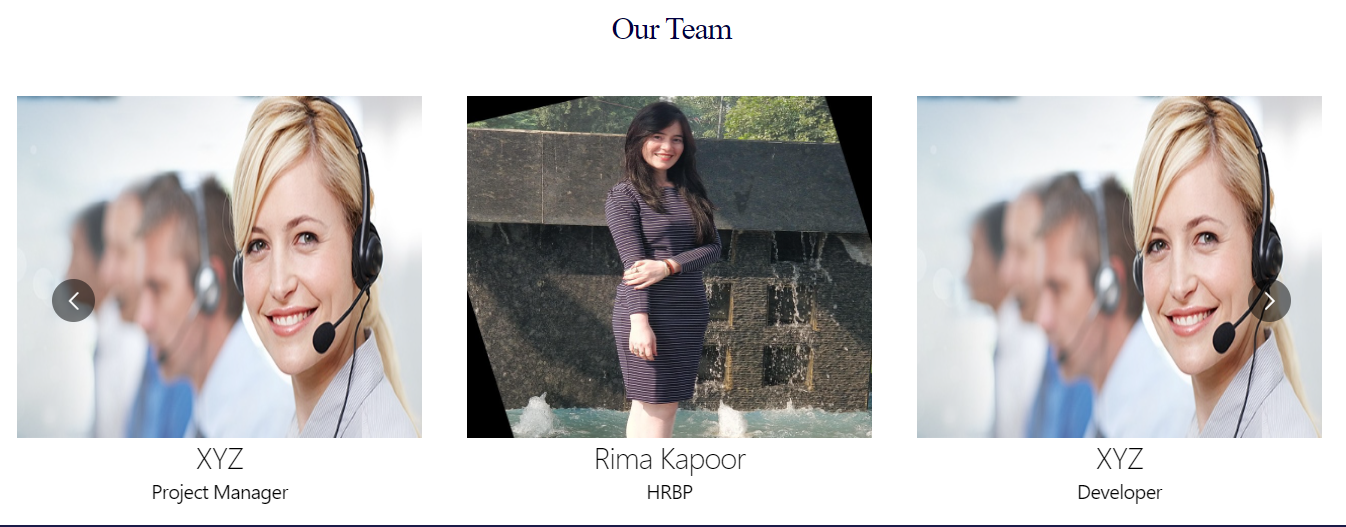 Our Team
XYZ
Project Manager
Rima Kapoor
HRBP
XYZ
Developer